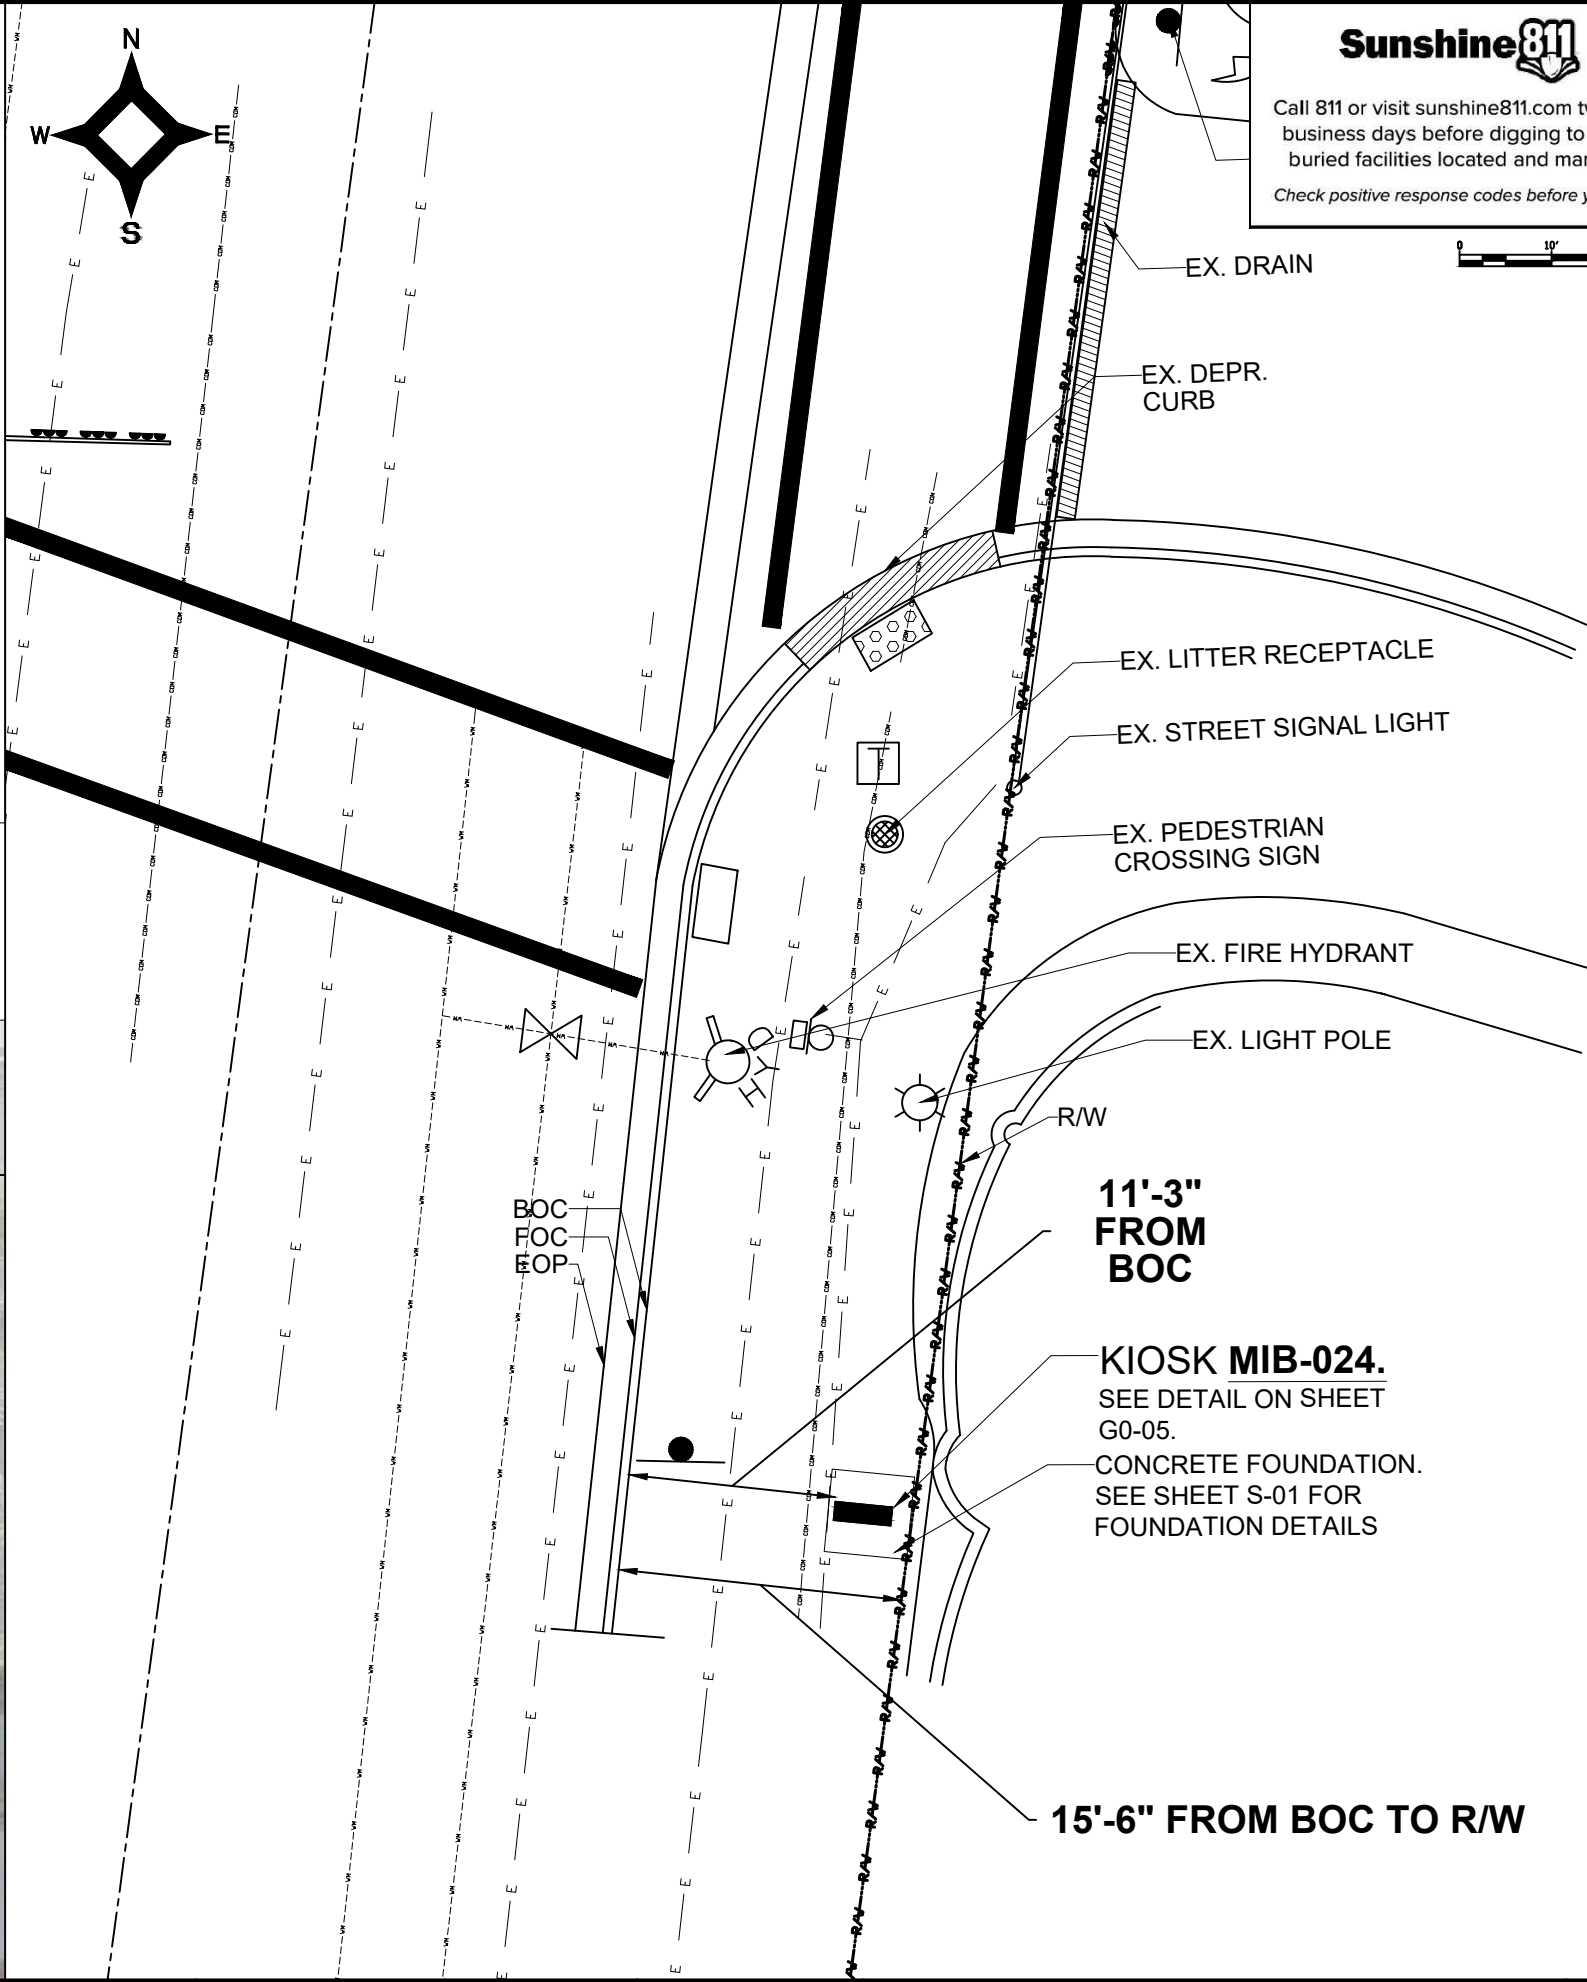 N
W
E
S
Sunshine 811
Call 811 or visit sunshine811.com
business days before digging to
buried facilities located and
Check positive response codes before
0 10'
EX. DRAIN
EX. DEPR.
CURB
EX. LITTER RECEPTACLE
EX. STREET SIGNAL LIGHT
EX. PEDESTRIAN
CROSSING SIGN
EX. FIRE HYDRANT
EX. LIGHT POLE
R/W
HYD
BOC
FOC
EOP
11'-3"
FROM
BOC
KIOSK MIB-024.
SEE DETAIL ON SHEET
G0-05.
CONCRETE FOUNDATION.
SEE SHEET S-01 FOR
FOUNDATION DETAILS
15'-6" FROM BOC TO R/W